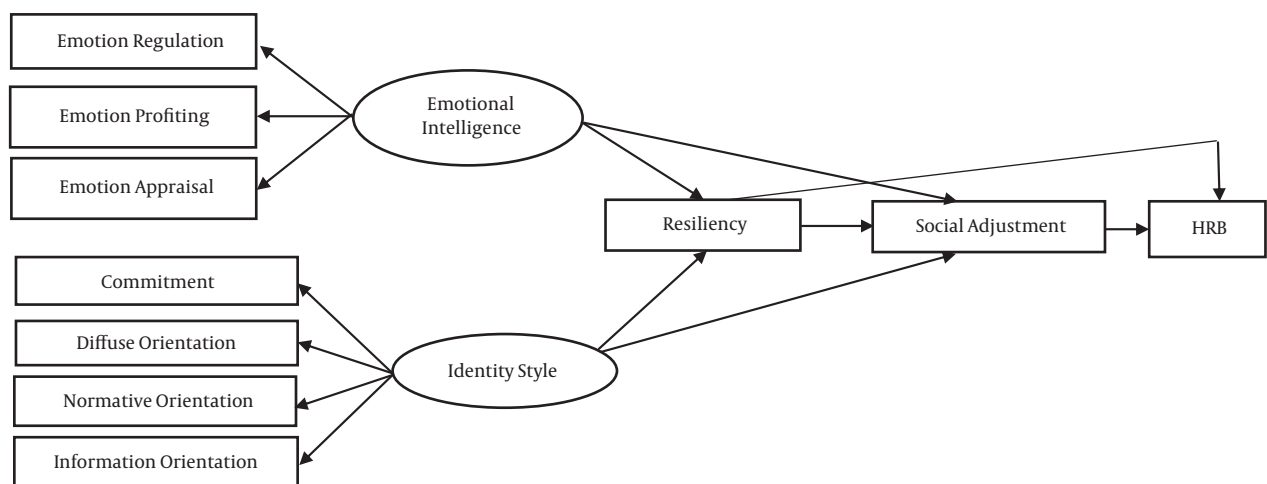 Emotion Regulation
Emotion Profiting
Emotion Appraisal
Emotional
Intelligence
Resiliency
Social Adjustment
HRB
Commitment
Diffuse Orientation
Normative Orientation
Information Orientation
Identity Style